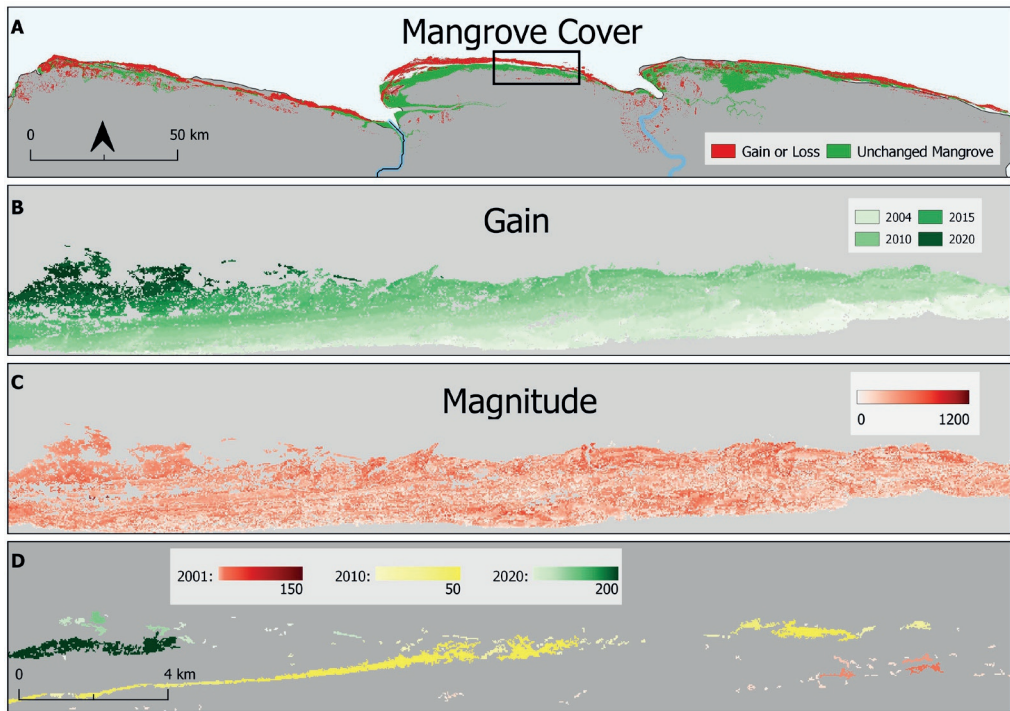 A
Mangrove Cover
0 50 km
Gain or Loss Unchanged Mangrove
B
Gain
2004 2015
2010 2020
C
Magnitude
0 1200
D
2001: 2010: 2020:
150 50 200
0 4 km